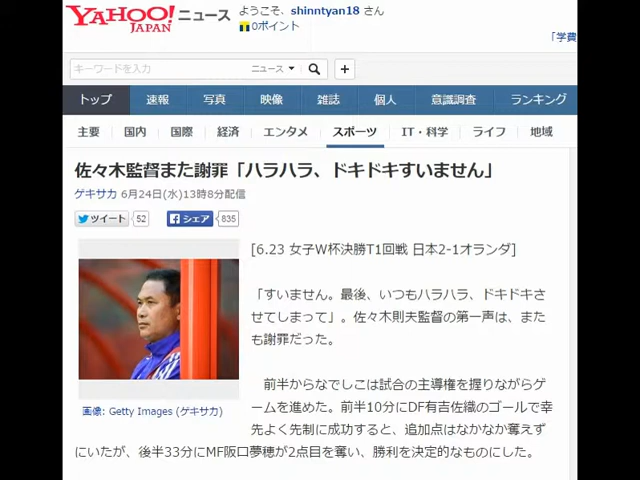 YAHOO! ニュース
JAPAN
ようこそ、shinntyan18 さん
0ポイント
「学費
キーワードを入力 ニュース
トップ 速報 写真 映像 雑誌 個人 意識調査 ランキング
主要 国内 国際 経済 エンタメ スポーツ IT・科学 ライフ 地域
佐々木監督また謝罪「ハラハラ、ドキドキすいません」
ゲキサカ 6月24日(水)13時8分配信
ツイート 52 シェア 835
[6.23 女子W杯決勝T1回戦 日本2-1オランダ]
「すいません。最後、いつもハラハラ、ドキドキさ
せてしまって」。佐々木則夫監督の第一声は、また
も謝罪だった。
前半からなでしこは試合の主導権を握りながらゲ
画像: Getty Images (ゲキサカ)
ームを進めた。前半10分にDF有吉佐織のゴールで幸
先よく先制に成功すると、追加点はなかなか奪えず
にいたが、後半33分にMF阪口夢穂が2点目を奪い、勝利を決定的なものにした。